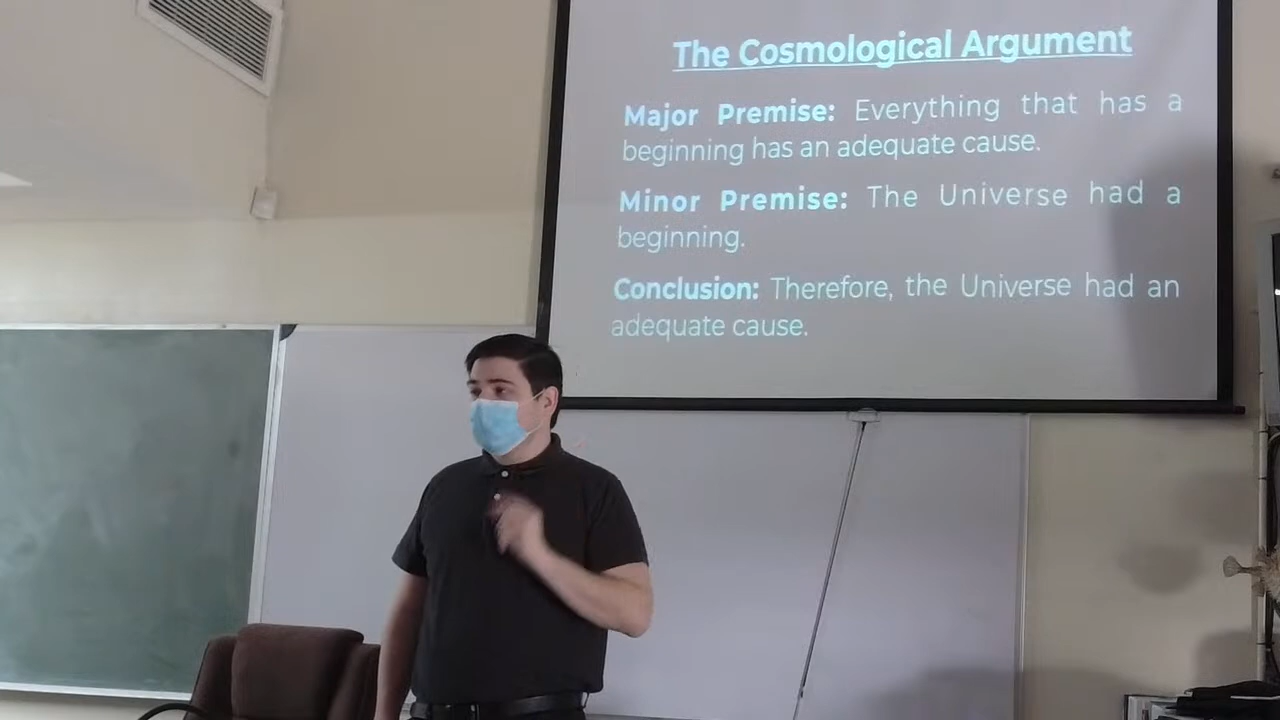 The Cosmological Argument
Major Premise: Everything that has a
beginning has an adequate cause.
Minor Premise: The Universe had a
beginning.
Conclusion: Therefore, the Universe had an
adequate cause.